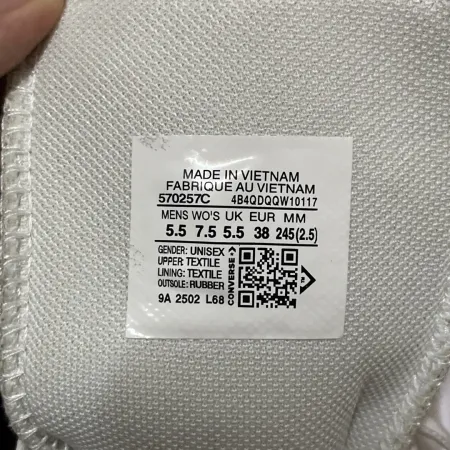 MADE IN VIETNAM
FABRIQUE AU VIETNAM
570257C 4B4QDQQW10117
MENS WO'S UK EUR MM
5.5 7.5 5.5 38 245(2.5)
GENDER: UNISEX
UPPER: TEXTILE
LINING: TEXTILE
OUTSOLE: RUBBER
9A 2502 L68
CONVERSE